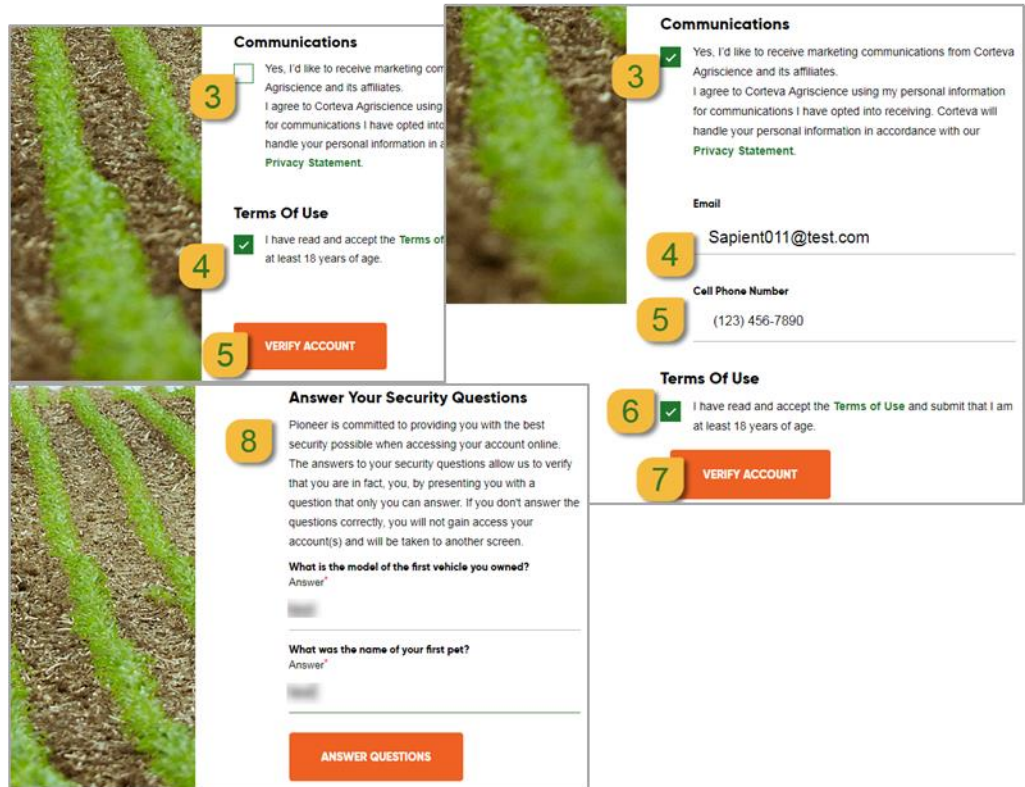 Communications
3
Yes, I'd like to receive marketing com
Agriscience and its affiliates.
I agree to Corteva Agriscience using
for communications I have opted into
handle your personal information in a
Privacy Statement.
Terms Of Use
4
I have read and accept the Terms of
at least 18 years of age.
5
VERIFY ACCOUNT
Communications
3
Yes, I'd like to receive marketing communications from Corteva
Agriscience and its affiliates.
I agree to Corteva Agriscience using my personal information
for communications I have opted into receiving. Corteva will
handle your personal information in accordance with our
Privacy Statement.
Email
4
Sapient011@test.com
Cell Phone Number
5
(123) 456-7890
Terms Of Use
6
I have read and accept the Terms of Use and submit that I am
at least 18 years of age.
7
VERIFY ACCOUNT
Answer Your Security Questions
8
Pioneer is committed to providing you with the best
security possible when accessing your account online.
The answers to your security questions allow us to verify
that you are in fact, you, by presenting you with a
question that only you can answer. If you don't answer the
questions correctly, you will not gain access your
account(s) and will be taken to another screen.
What is the model of the first vehicle you owned?
Answer*
What was the name of your first pet?
Answer*
ANSWER QUESTIONS